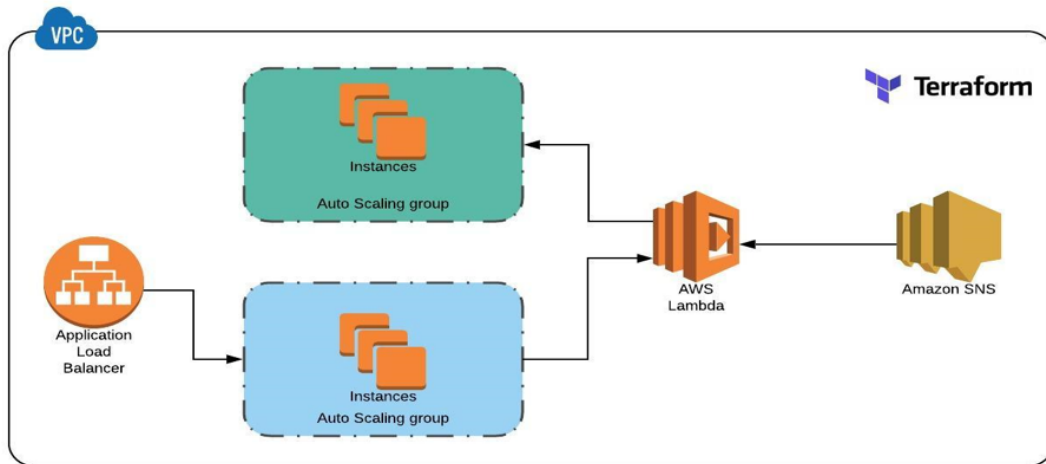 VPC
Terraform
Instances
Auto Scaling group
AWS
Lambda
Amazon SNS
Application
Load
Balancer
Instances
Auto Scaling group